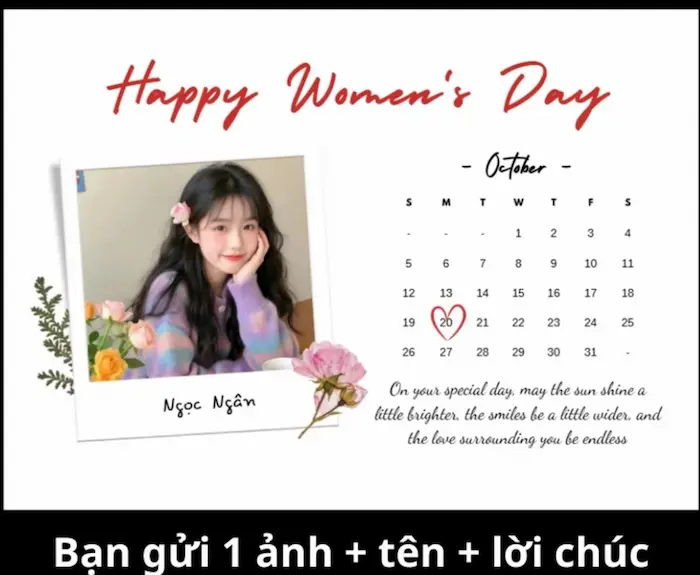 Happy Women's Day
- October -
S M T W T F S
- - - 1 2 3 4
5 6 7 8 9 10 11
12 13 14 15 16 17 18
19 20 21 22 23 24 25
26 27 28 29 30 31 -
Ngọc Ngân
On your special day, may the sun shine a
little brighter, the smiles be a little wider, and
the love surrounding you be endless
Bạn gửi 1 ảnh + tên + lời chúc